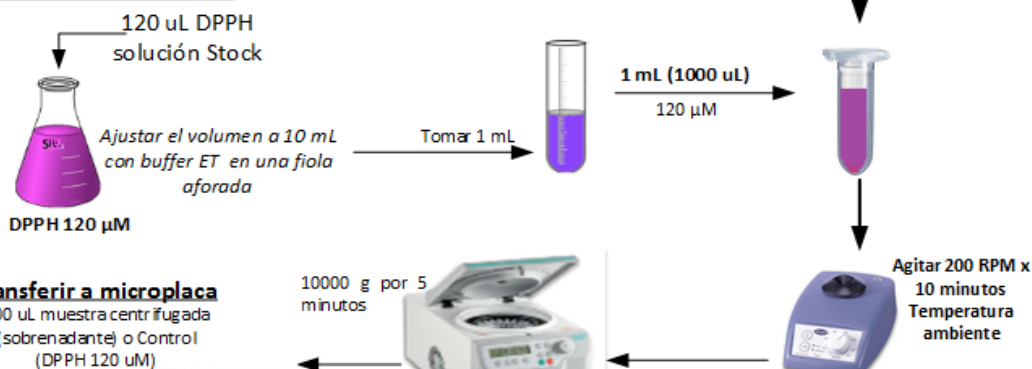 120 uL DPPH
solución Stock
Ajustar el volumen a 10 mL
con buffer ET en una fiola
aforada
DPPH 120 µM
Tomar 1 mL
1 mL (1000 uL)
120 µM
Agitar 200 RPM x
10 minutos
Temperatura
ambiente
10000 g por 5
minutos
ansferir a microplaca
00 uL muestra centrifugada
(sobrenadante) o Control
(DPPH 120 uM)